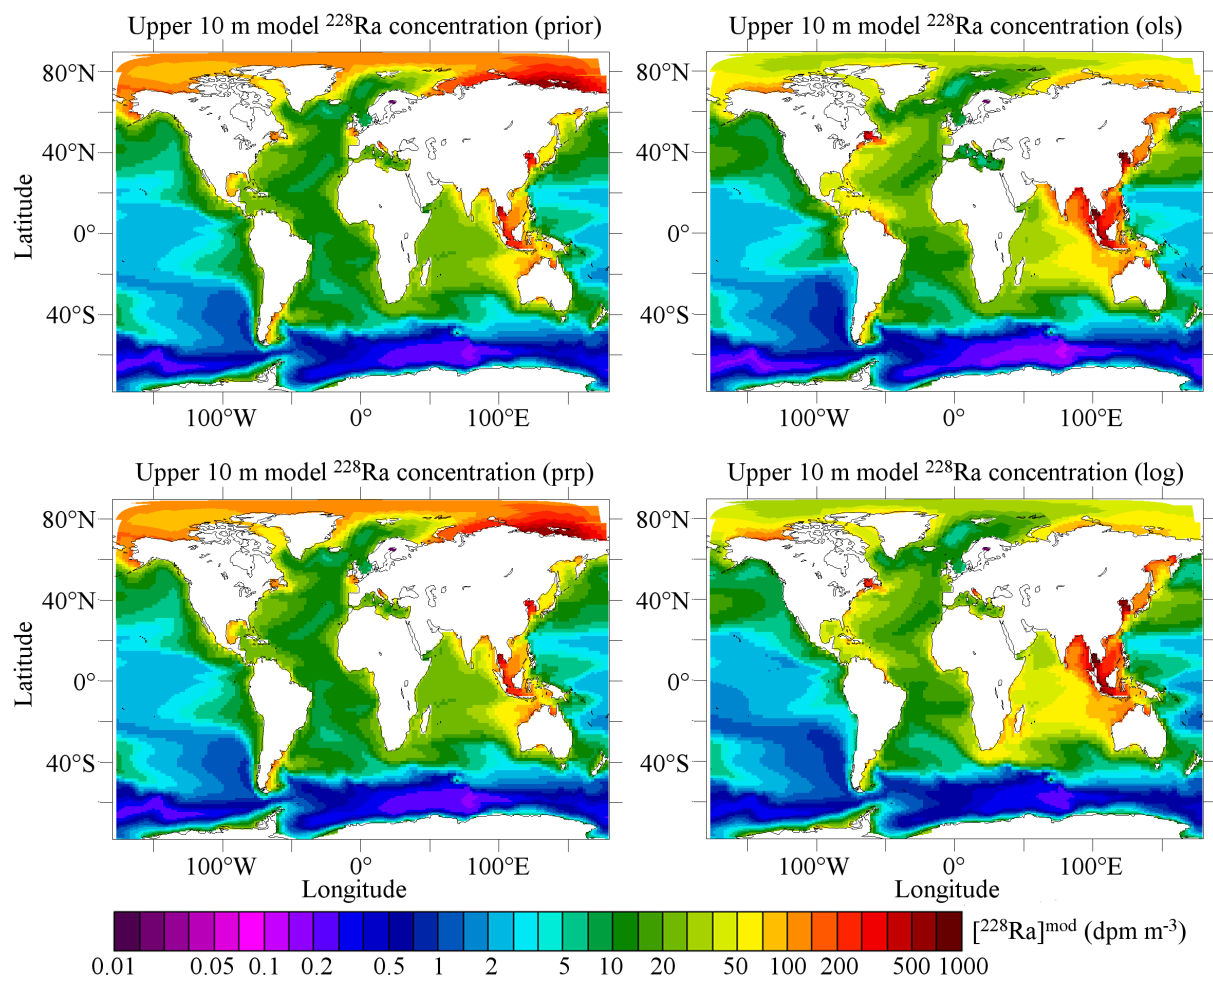 Upper 10 m model ²²⁸Ra concentration (prior)
Upper 10 m model ²²⁸Ra concentration (ols)
80°N
40°N
0°
40°S
Latitude
100°W 0° 100°E
80°N
40°N
0°
40°S
100°W 0° 100°E
Upper 10 m model ²²⁸Ra concentration (prp)
Upper 10 m model ²²⁸Ra concentration (log)
80°N
40°N
0°
40°S
Latitude
100°W 0° 100°E
Longitude
80°N
40°N
0°
40°S
100°W 0° 100°E
Longitude
[²²⁸Ra]ᵐᵒᵈ (dpm m⁻³)
0.01 0.05 0.1 0.2 0.5 1 2 5 10 20 50 100 200 500 1000